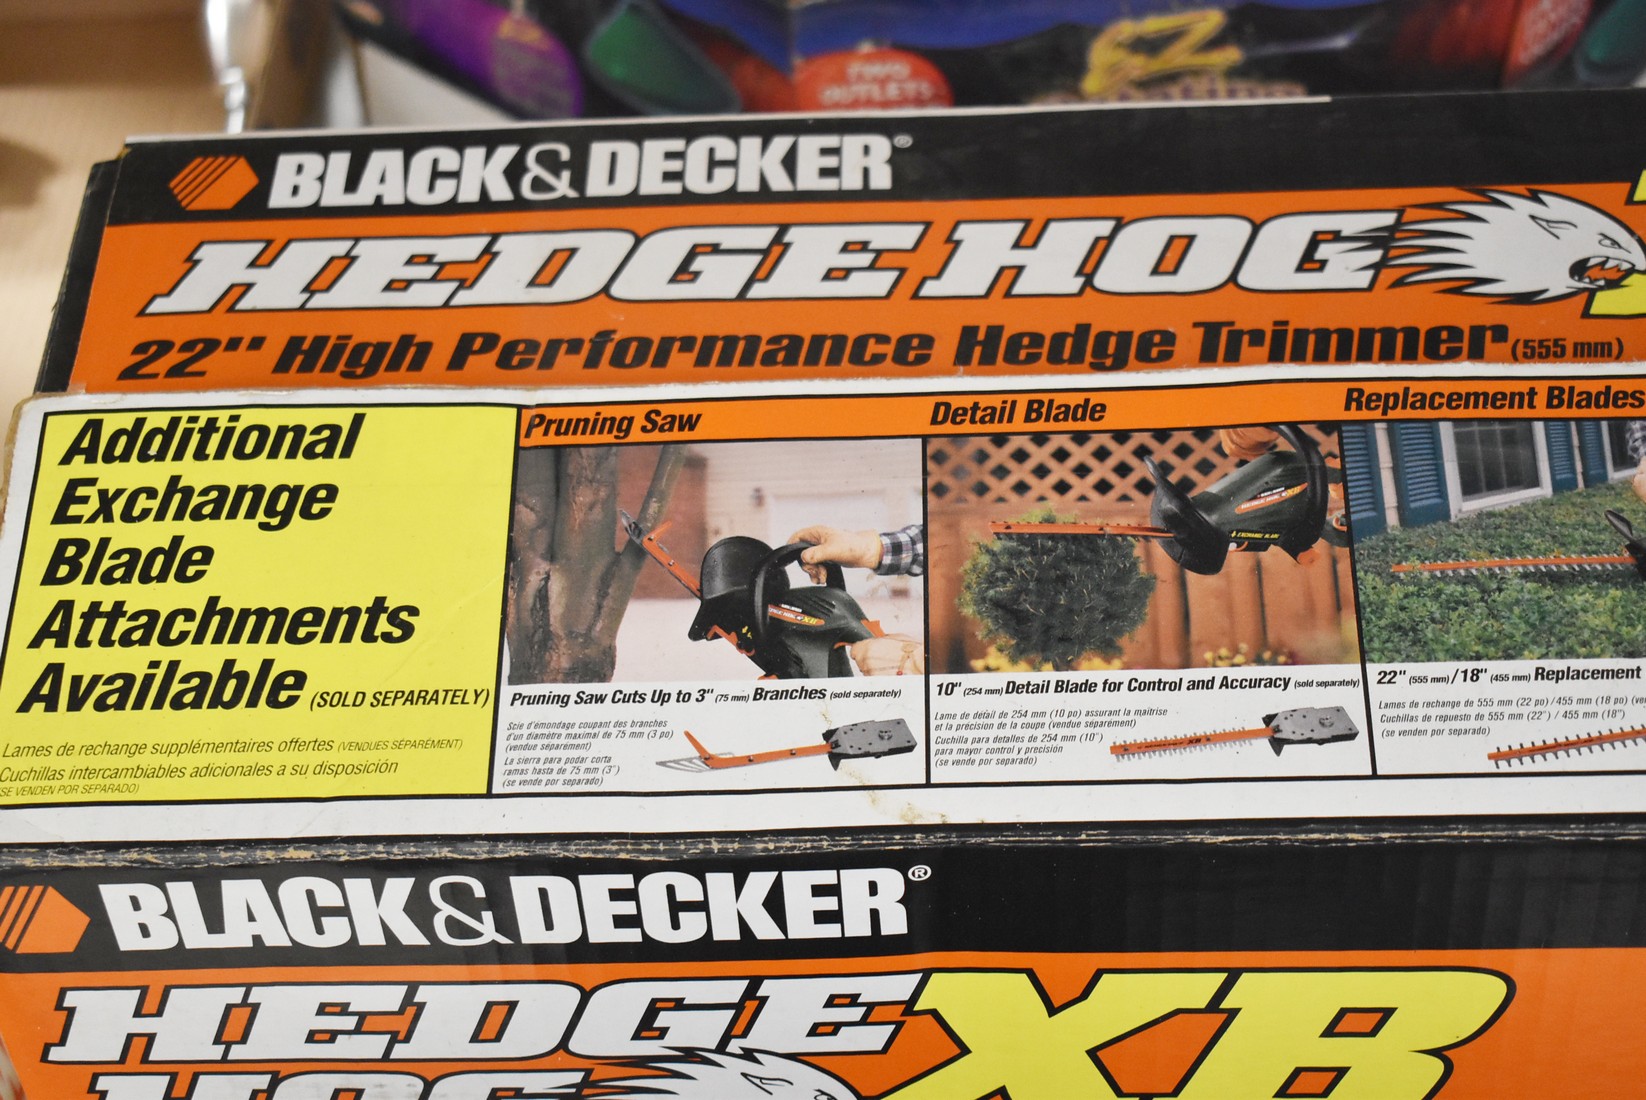 EZ
TWO
OUTLETS
BLACK&DECKER®
HEDGE HOG
22" High Performance Hedge Trimmer (555 mm)
Additional
Exchange
Blade
Attachments
Available (SOLD SEPARATELY)
Lames de rechange supplémentaires offertes (VENDUES SÉPARÉMENT)
Cuchillas intercambiables adicionales a su disposición
(SE VENDEN POR SEPARADO)
Pruning Saw
XB
Pruning Saw Cuts Up to 3" (75 mm) Branches (sold separately)
Scie d'émondage coupant des branches
d'un diamètre maximal de 75 mm (3 po)
(vendue séparément)
La sierra para podar corta
ramas hasta de 75 mm (3")
(se vende por separado)
Detail Blade
XB
EXCHANGE BLADE
10" (254 mm) Detail Blade for Control and Accuracy (sold separately)
Lame de détail de 254 mm (10 po) assurant la maîtrise
et la précision de la coupe (vendue séparément)
Cuchilla para detalles de 254 mm (10")
para mayor control y precisión
(se vende por separado)
Replacement Blades
22" (555 mm) / 18" (455 mm) Replacement
Lames de rechange de 555 mm (22 po) / 455 mm (18 po)
Cuchillas de repuesto de 555 mm (22") / 455 mm (18")
(se venden por separado)
BLACK&DECKER®
HEDGE XB
HOG